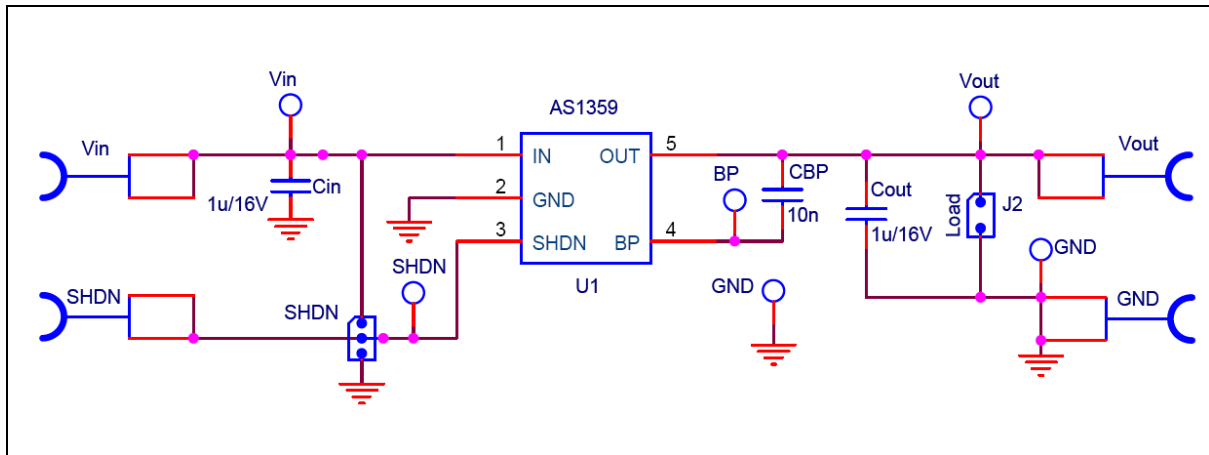 Vin
Vout
AS1359
Vin
1
IN
OUT
5
Vout
BP
CBP
Cin
1u/16V
2
GND
10n
Cout
1u/16V
Load
J2
3
SHDN
BP
4
SHDN
U1
GND
GND
SHDN
SHDN
GND